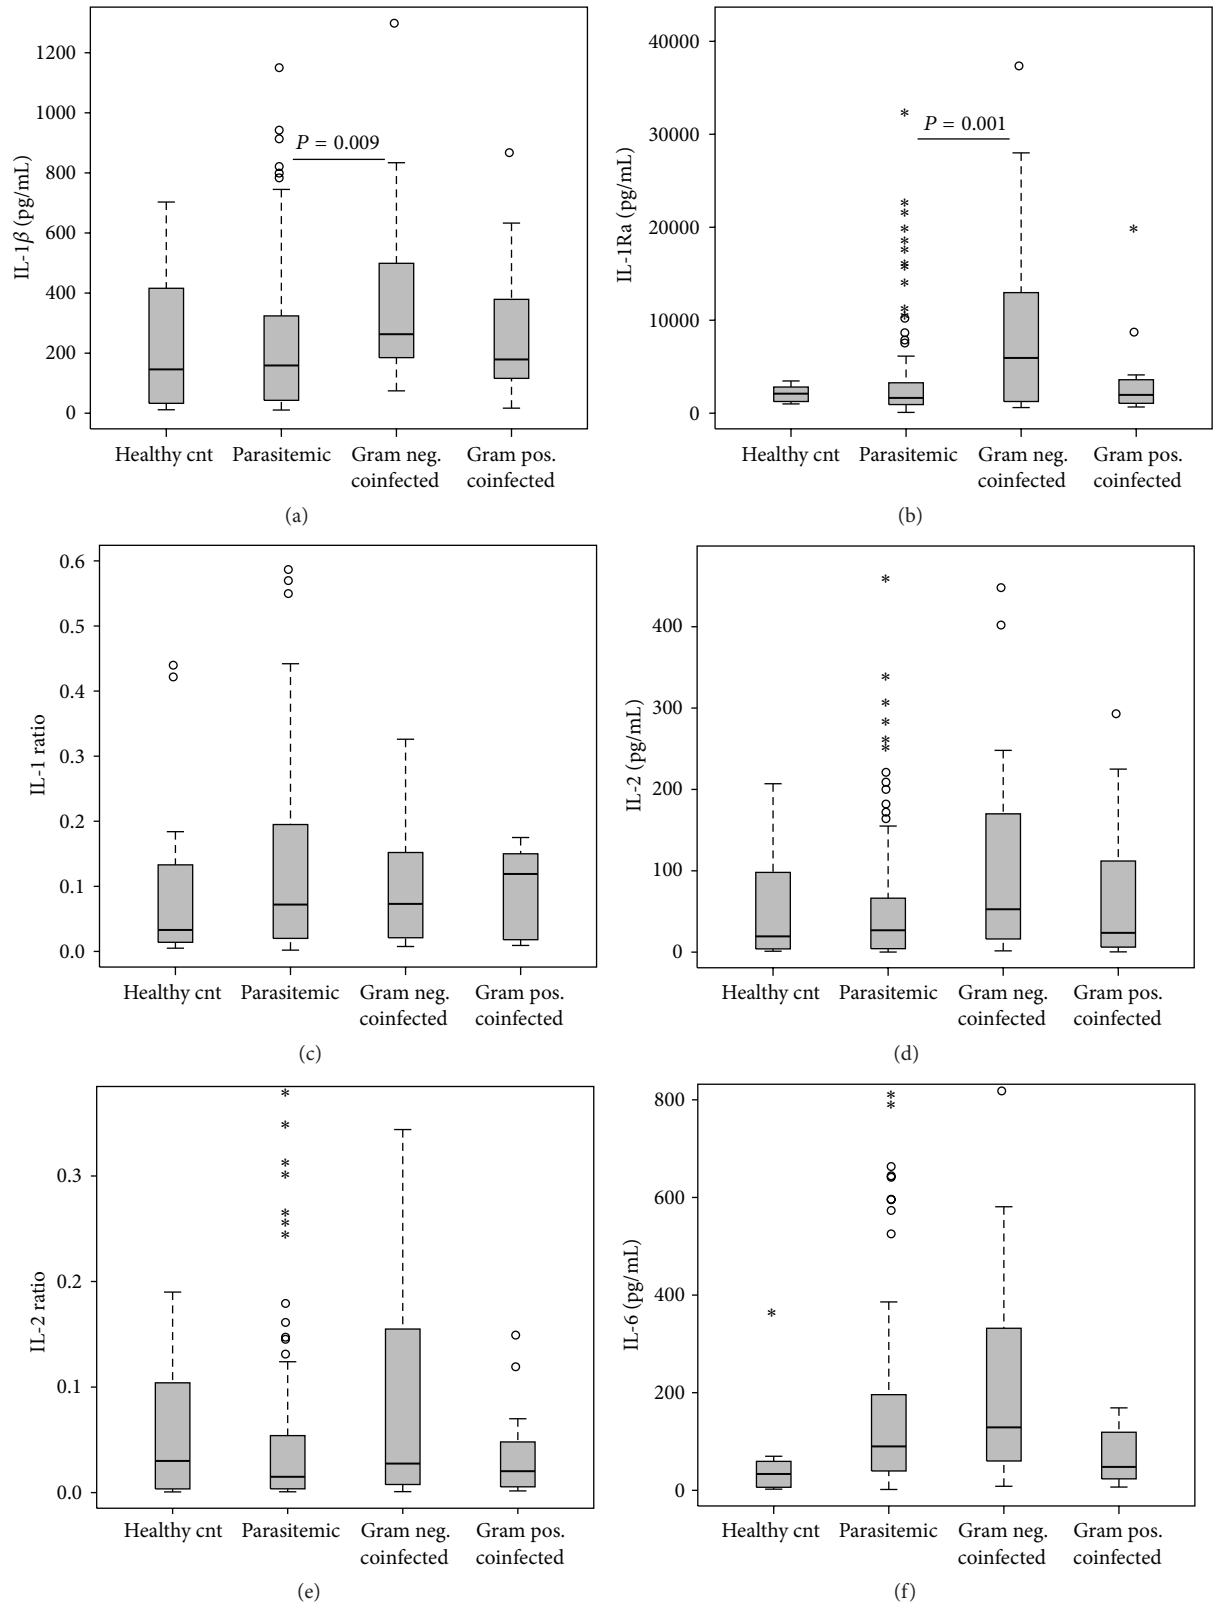 1200
1000
800
600
400
200
0
IL-1β (pg/mL)
P = 0.009
Healthy cnt Parasitemic Gram neg. Gram pos.
coinfected coinfected
(a)
40000
30000
20000
10000
0
IL-1Ra (pg/mL)
P = 0.001
Healthy cnt Parasitemic Gram neg. Gram pos.
coinfected coinfected
(b)
0.6
0.5
0.4
0.3
0.2
0.1
0.0
IL-1 ratio
Healthy cnt Parasitemic Gram neg. Gram pos.
coinfected coinfected
(c)
400
300
200
100
0
IL-2 (pg/mL)
Healthy cnt Parasitemic Gram neg. Gram pos.
coinfected coinfected
(d)
0.3
0.2
0.1
0.0
IL-2 ratio
Healthy cnt Parasitemic Gram neg. Gram pos.
coinfected coinfected
(e)
800
600
400
200
0
IL-6 (pg/mL)
Healthy cnt Parasitemic Gram neg. Gram pos.
coinfected coinfected
(f)